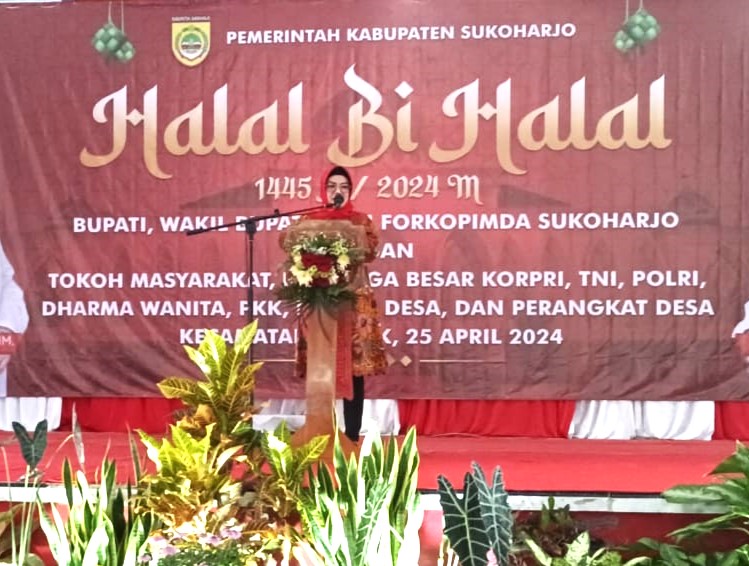 PEMERINTAH KABUPATEN SUKOHARJO
Halal Bi Halal
1445 / 2024 M
BUPATI, WAKIL FORKOPIMDA SUKOHARJO
TOKOH MASYARAKAT, BESAR KORPRI, TNI, POLRI,
DHARMA WANITA, PKK, DESA, DAN PERANGKAT DESA
25 APRIL 2024